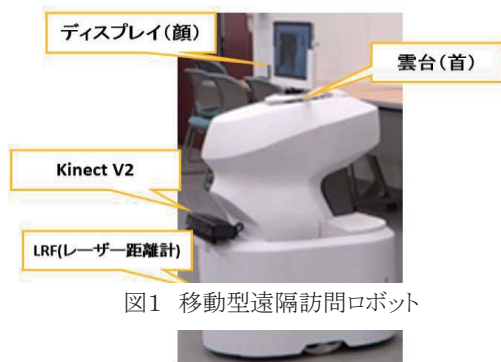 ディスプレイ(顔)
雲台(首)
Kinect V2
LRF(レーザー距離計)
図1 移動型遠隔訪問ロボット